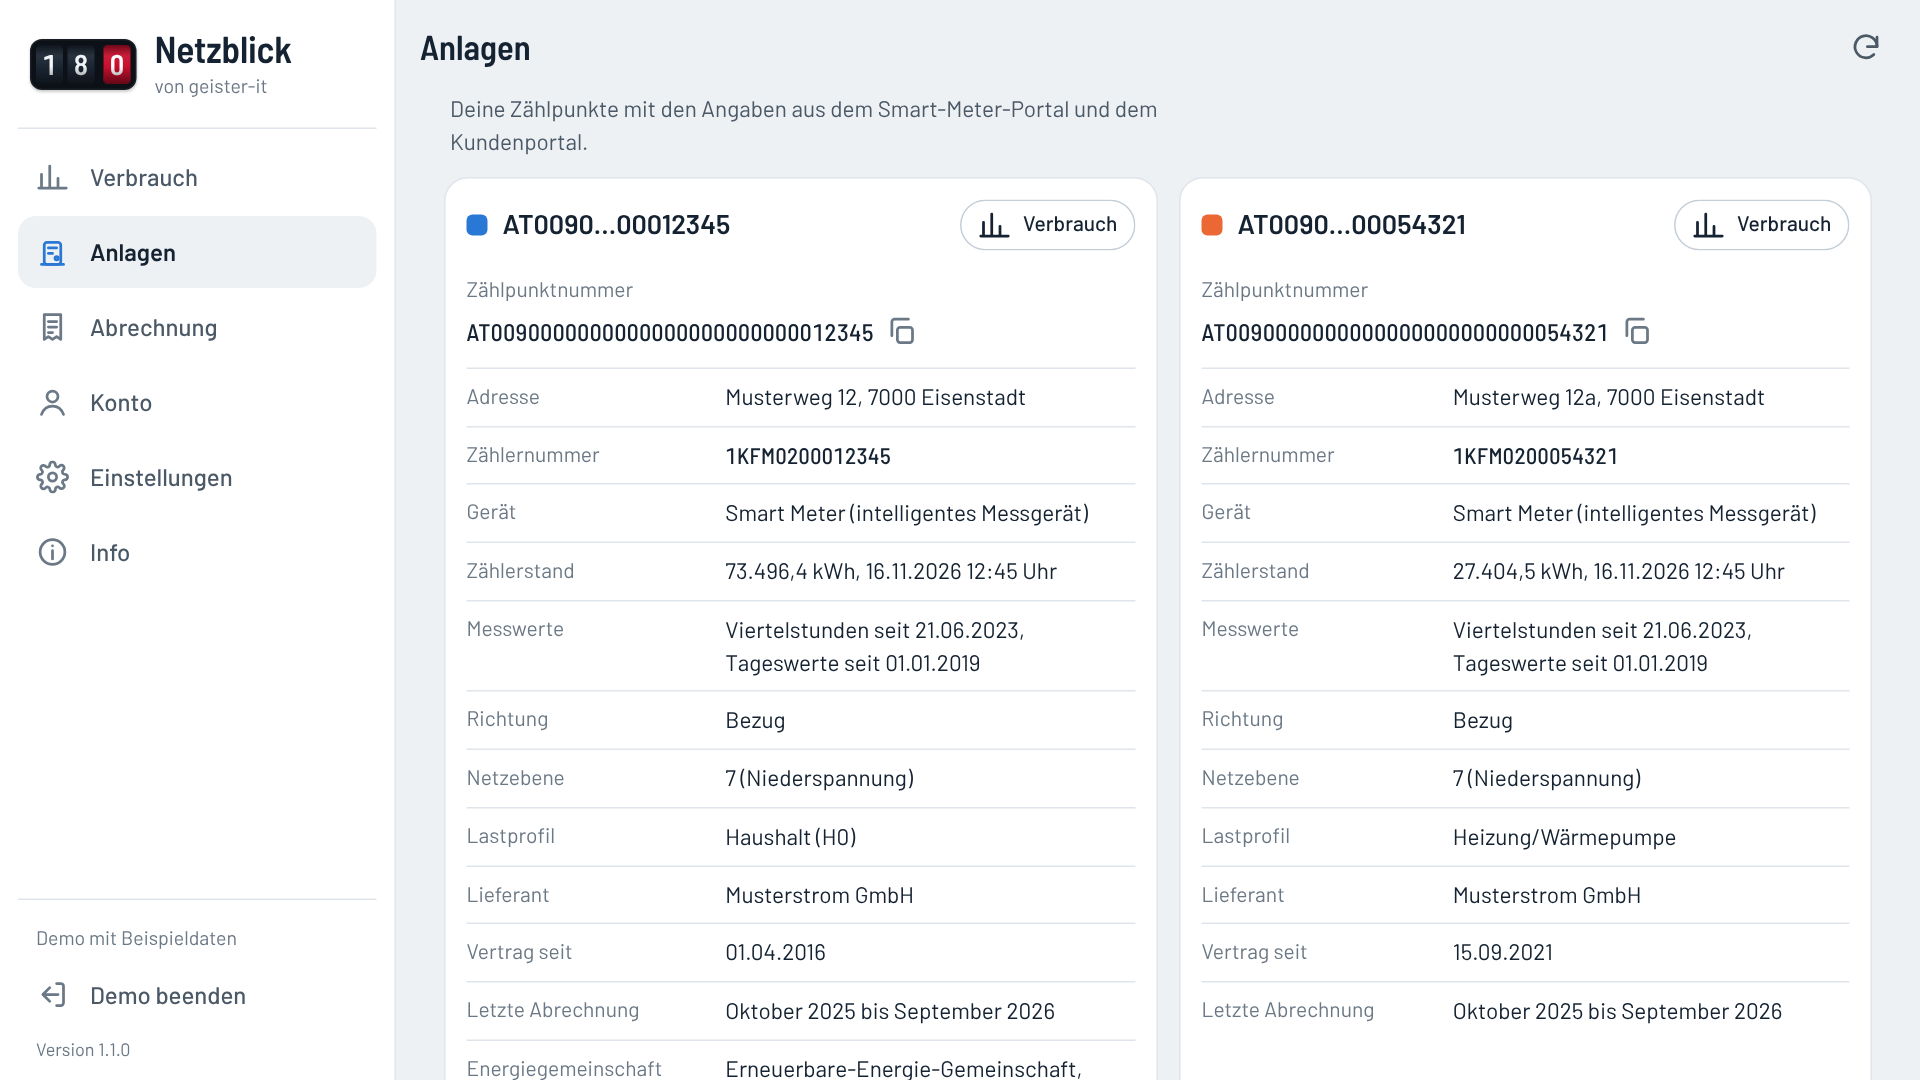 180
Netzblick
von geister-it
Verbrauch
Anlagen
Abrechnung
Konto
Einstellungen
Info
Demo mit Beispieldaten
Demo beenden
Version 1.1.0
Anlagen
Deine Zählpunkte mit den Angaben aus dem Smart-Meter-Portal und dem
Kundenportal.
AT0090...00012345
Verbrauch
Zählpunktnummer
AT0090000000000000000000000012345
Adresse Musterweg 12, 7000 Eisenstadt
Zählernummer 1KFM0200012345
Gerät Smart Meter (intelligentes Messgerät)
Zählerstand 73.496,4 kWh, 16.11.2026 12:45 Uhr
Messwerte Viertelstunden seit 21.06.2023,
Tageswerte seit 01.01.2019
Richtung Bezug
Netzebene 7 (Niederspannung)
Lastprofil Haushalt (H0)
Lieferant Musterstrom GmbH
Vertrag seit 01.04.2016
Letzte Abrechnung Oktober 2025 bis September 2026
Energiegemeinschaft Erneuerbare-Energie-Gemeinschaft,
AT0090...00054321
Verbrauch
Zählpunktnummer
AT0090000000000000000000000054321
Adresse Musterweg 12a, 7000 Eisenstadt
Zählernummer 1KFM0200054321
Gerät Smart Meter (intelligentes Messgerät)
Zählerstand 27.404,5 kWh, 16.11.2026 12:45 Uhr
Messwerte Viertelstunden seit 21.06.2023,
Tageswerte seit 01.01.2019
Richtung Bezug
Netzebene 7 (Niederspannung)
Lastprofil Heizung/Wärmepumpe
Lieferant Musterstrom GmbH
Vertrag seit 15.09.2021
Letzte Abrechnung Oktober 2025 bis September 2026